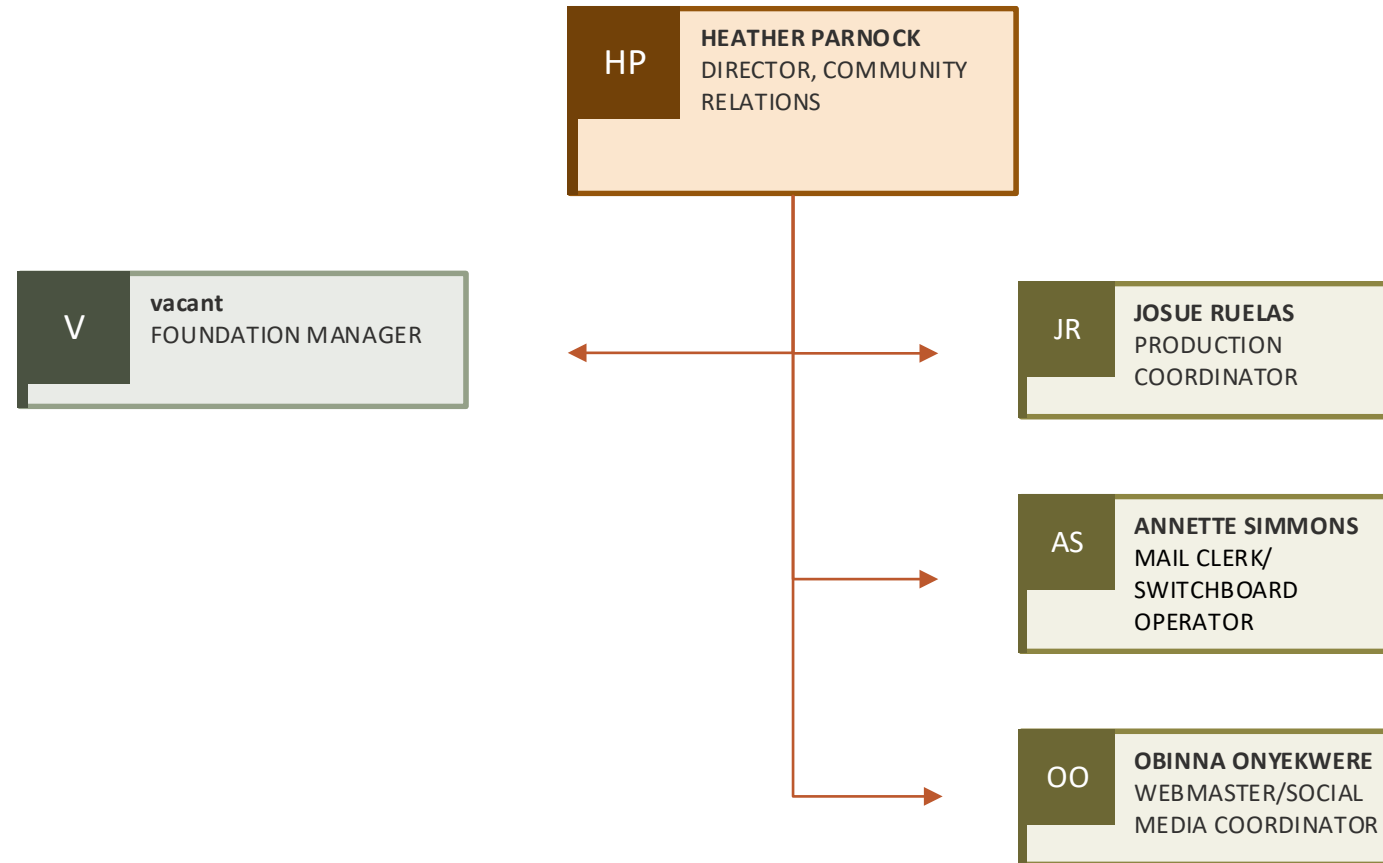 HP
HEATHER PARNOCK
DIRECTOR, COMMUNITY
RELATIONS
V
vacant
FOUNDATION MANAGER
JR
JOSUE RUELAS
PRODUCTION
COORDINATOR
AS
ANNETTE SIMMONS
MAIL CLERK/
SWITCHBOARD
OPERATOR
OO
OBINNA ONYEKWERE
WEBMASTER/SOCIAL
MEDIA COORDINATOR